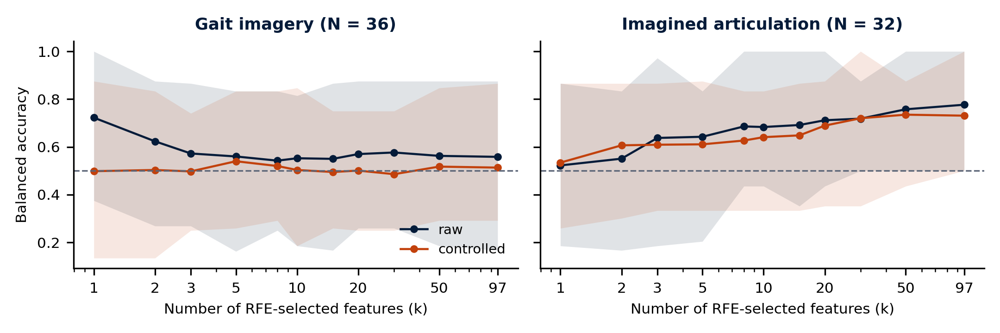 Gait imagery (N = 36)
Imagined articulation (N = 32)
Balanced accuracy
1.0
0.8
0.6
0.4
0.2
raw
controlled
1 2 3 5 10 20 50 97
1 2 3 5 10 20 50 97
Number of RFE-selected features (k)
Number of RFE-selected features (k)